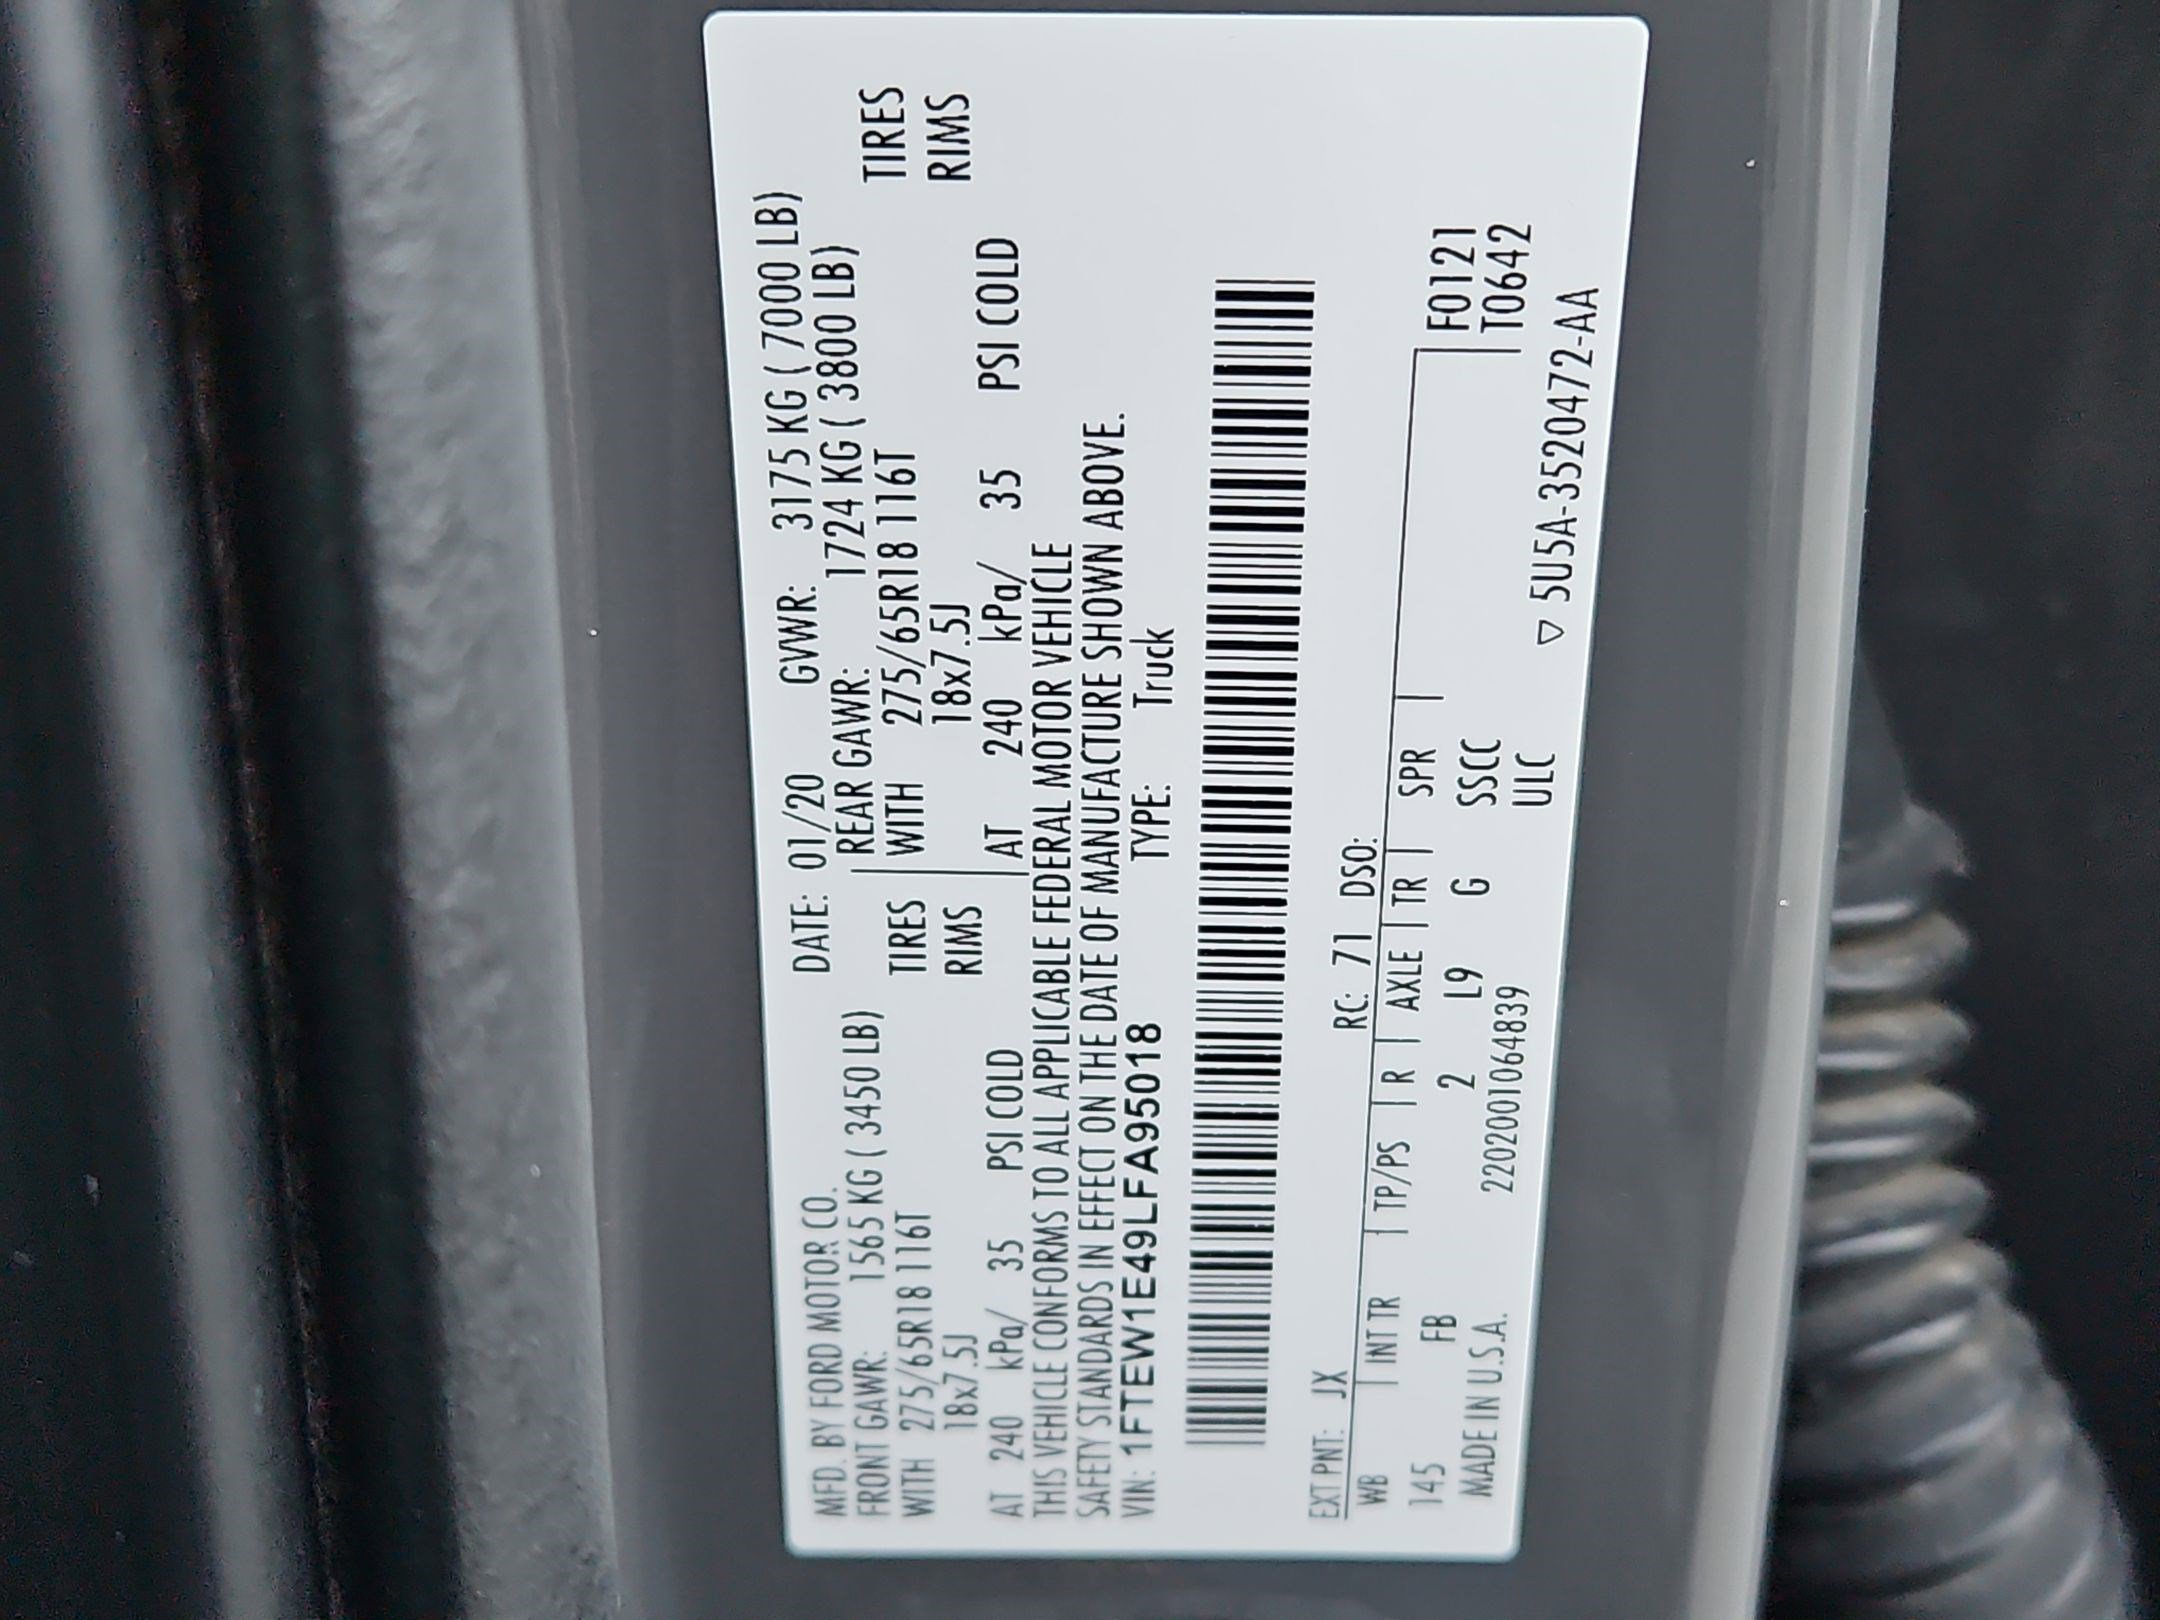 MFD. BY FORD MOTOR CO. DATE: 01/20 GVWR: 3175 KG ( 7000 LB)
FRONT GAWR: 1565 KG ( 3450 LB) REAR GAWR: 1724 KG ( 3800 LB)
WITH 275/65R18 116T TIRES WITH 275/65R18 116T TIRES
18x7.5J RIMS 18x7.5J RIMS
AT 240 kPa/ 35 PSI COLD AT 240 kPa/ 35 PSI COLD
THIS VEHICLE CONFORMS TO ALL APPLICABLE FEDERAL MOTOR VEHICLE
SAFETY STANDARDS IN EFFECT ON THE DATE OF MANUFACTURE SHOWN ABOVE.
VIN: 1FTEW1E49LFA95018 TYPE: Truck
EXT PNT: JX RC: 71 DSO:
WB | INT TR | TP/PS | R | AXLE | TR | SPR | F0121
145 FB 2 L9 G SSCC T0642
MADE IN U.S.A. 220200106​4839 ULC
▽ 5U5A-3520472-AA